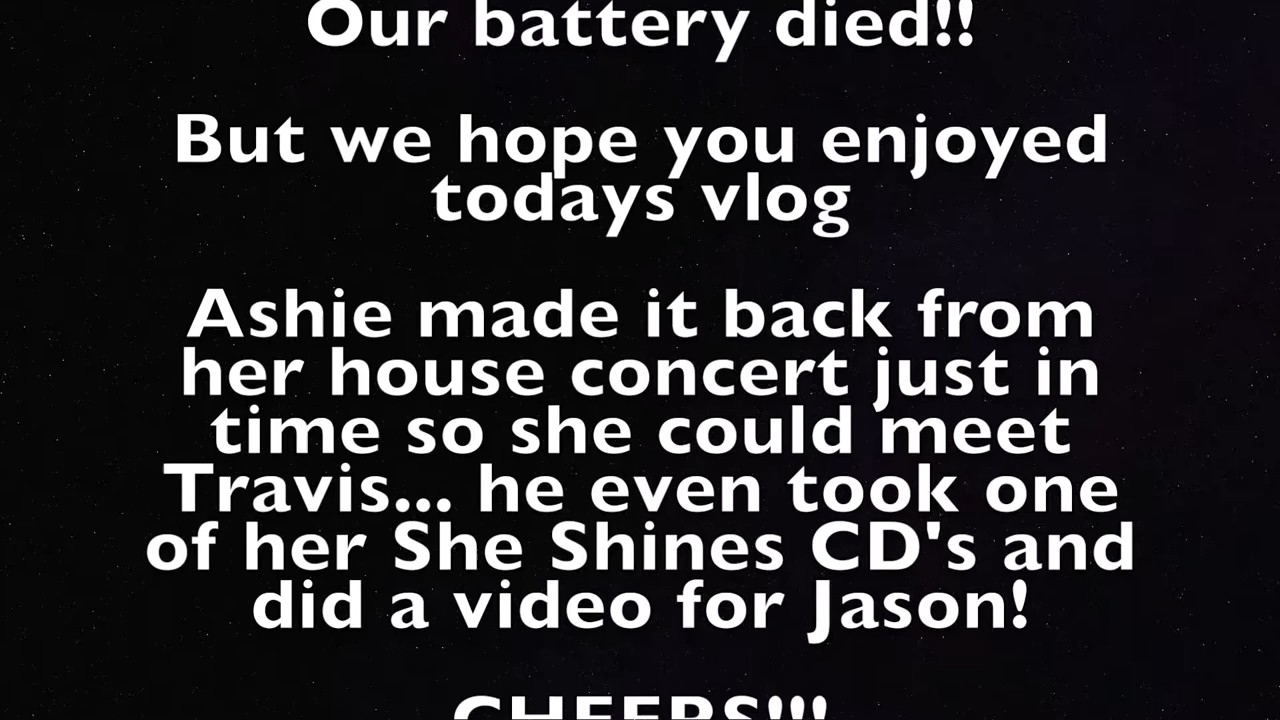 Our battery died!!
But we hope you enjoyed
todays vlog
Ashie made it back from
her house concert just in
time so she could meet
Travis... he even took one
of her She Shines CD's and
did a video for Jason!
CHEERS!!!